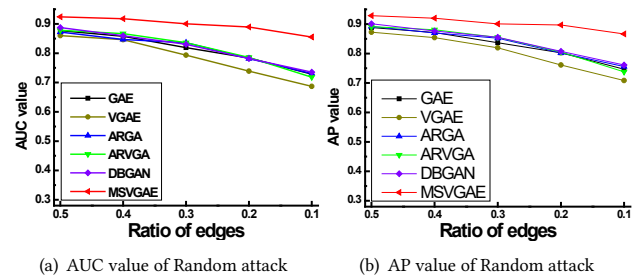 AUC value
0.9
0.8
0.7
0.6
0.5
0.4
0.3
GAE
VGAE
ARGA
ARVGA
DBGAN
MSVGAE
0.5 0.4 0.3 0.2 0.1
Ratio of edges
(a) AUC value of Random attack
AP value
0.9
0.8
0.7
0.6
0.5
0.4
0.3
GAE
VGAE
ARGA
ARVGA
DBGAN
MSVGAE
0.5 0.4 0.3 0.2 0.1
Ratio of edges
(b) AP value of Random attack